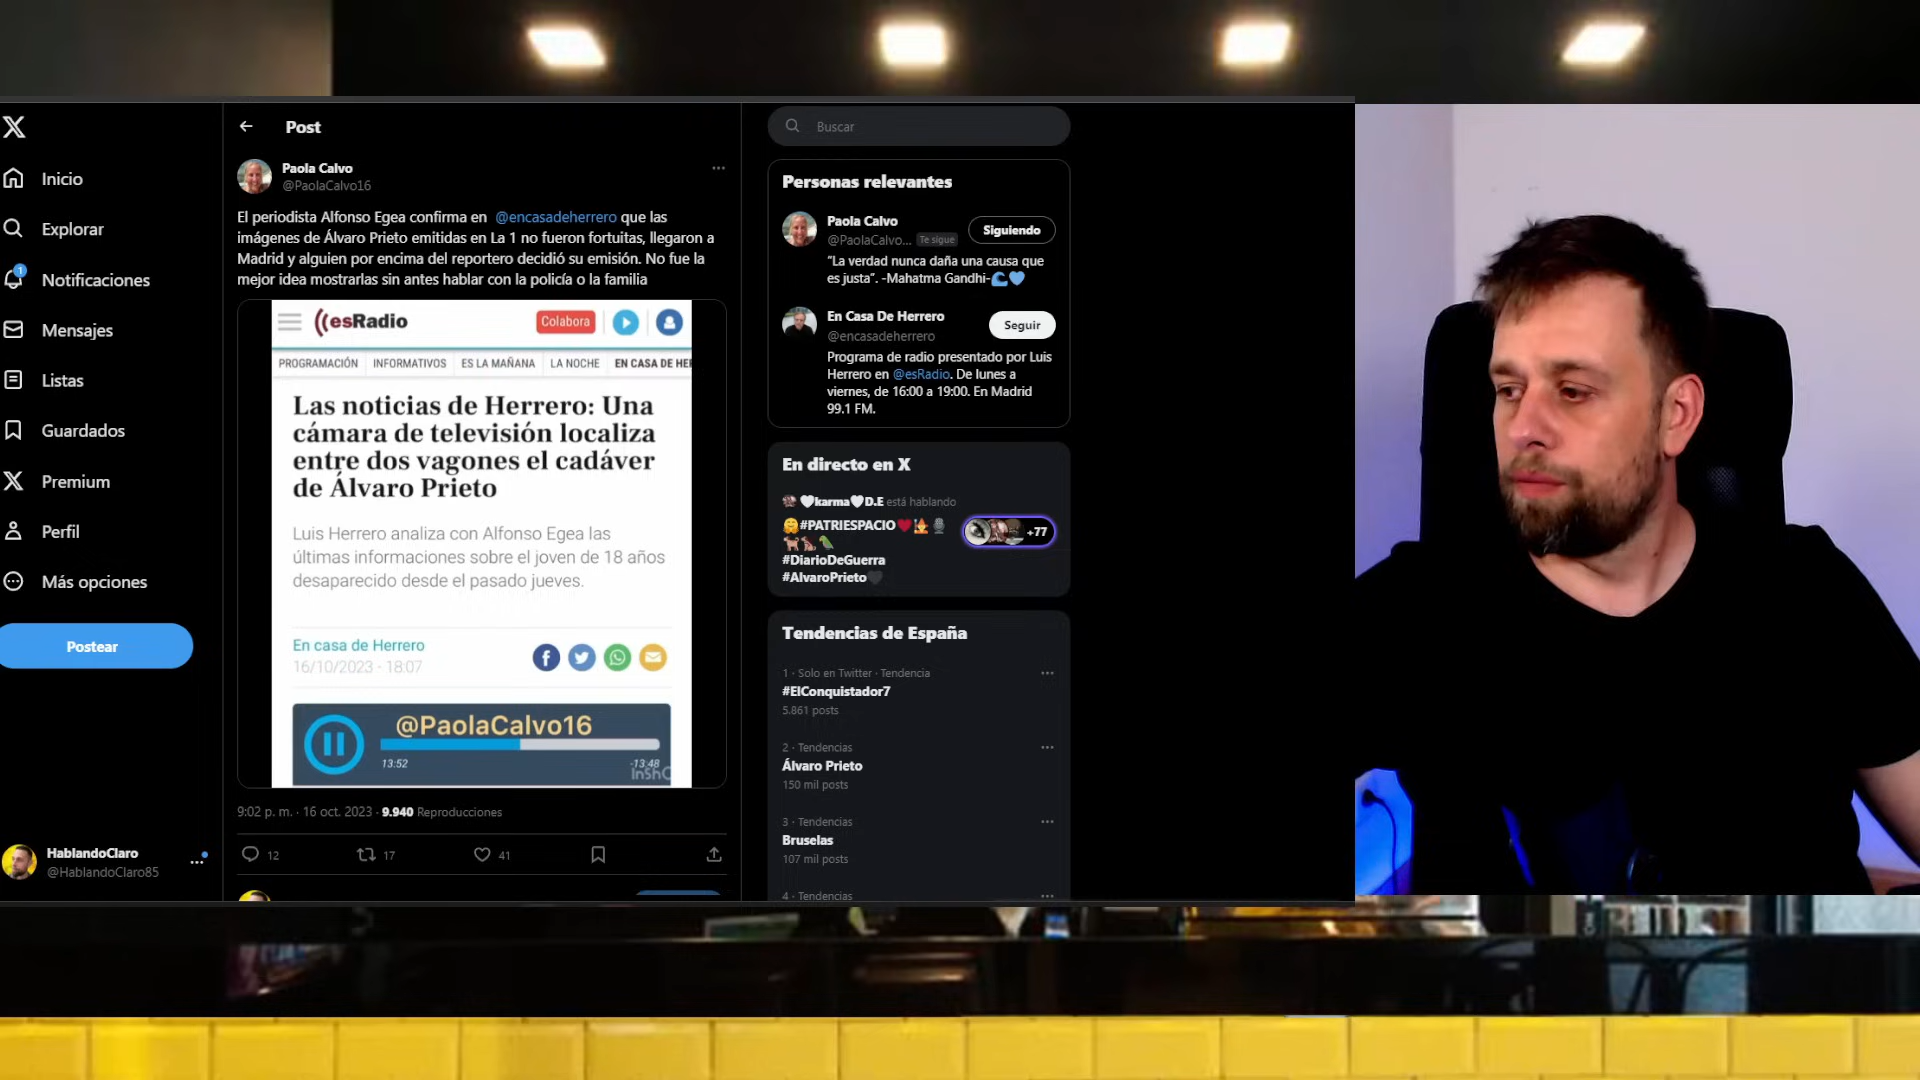 Post
Buscar
Inicio
Explorar
1
Notificaciones
Mensajes
Listas
Guardados
Premium
Perfil
Más opciones
Postear
HablandoClaro
@HablandoClaro85
Paola Calvo
@PaolaCalvo16
El periodista Alfonso Egea confirma en @encasadeherrero que las
imágenes de Álvaro Prieto emitidas en La 1 no fueron fortuitas, llegaron a
Madrid y alguien por encima del reportero decidió su emisión. No fue la
mejor idea mostrarlas sin antes hablar con la policía o la familia
esRadio
Colabora
PROGRAMACIÓN INFORMATIVOS ES LA MAÑANA LA NOCHE EN CASA DE HE
Las noticias de Herrero: Una
cámara de televisión localiza
entre dos vagones el cadáver
de Álvaro Prieto
Luis Herrero analiza con Alfonso Egea las
últimas informaciones sobre el joven de 18 años
desaparecido desde el pasado jueves.
En casa de Herrero
16/10/2023 - 18:07
@PaolaCalvo16
13:52
-13:48
InSh
9:02 p. m. · 16 oct. 2023 · 9.940 Reproducciones
12
17
41
Personas relevantes
Paola Calvo
@PaolaCalvo... Te sigue
Siguiendo
"La verdad nunca daña una causa que
es justa". -Mahatma Gandhi-🌊💙
En Casa De Herrero
@encasadeherrero
Seguir
Programa de radio presentado por Luis
Herrero en @esRadio. De lunes a
viernes, de 16:00 a 19:00. En Madrid
99.1 FM.
En directo en X
🤍karma🤍D.E está hablando
#PATRIESPACIO
+77
#DiarioDeGuerra
#AlvaroPrieto🖤
Tendencias de España
1 · Solo en Twitter · Tendencia
#ElConquistador7
5.861 posts
2 · Tendencias
Álvaro Prieto
150 mil posts
3 · Tendencias
Bruselas
107 mil posts
4 · Tendencias